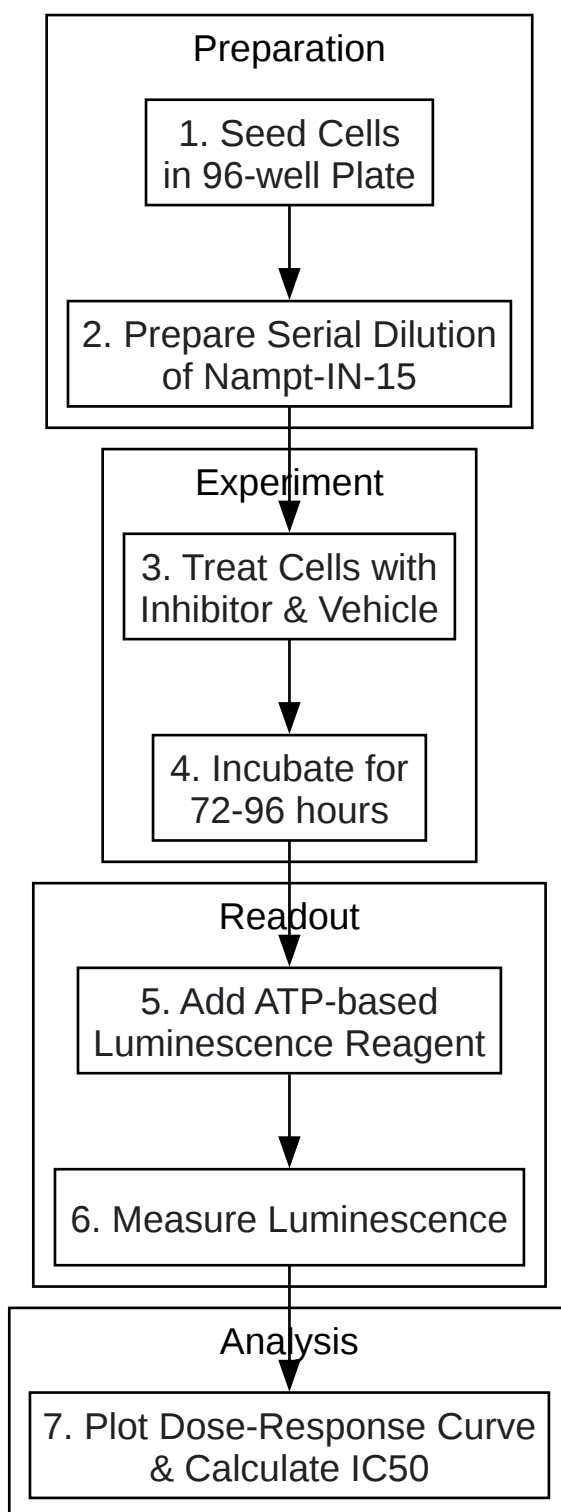 Preparation
1. Seed Cells
in 96-well Plate
2. Prepare Serial Dilution
of Nampt-IN-15
Experiment
3. Treat Cells with
Inhibitor & Vehicle
4. Incubate for
72-96 hours
Readout
5. Add ATP-based
Luminescence Reagent
6. Measure Luminescence
Analysis
7. Plot Dose-Response Curve
& Calculate IC50